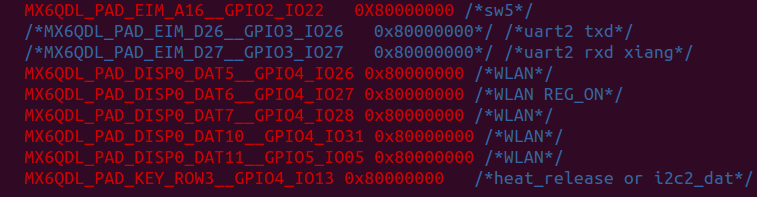 MX6QDL_PAD_EIM_A16__GPIO2_IO22 0X80000000 /*sw5*/
/*MX6QDL_PAD_EIM_D26__GPIO3_IO26 0x80000000*/ /*uart2 txd*/
/*MX6QDL_PAD_EIM_D27__GPIO3_IO27 0x80000000*/ /*uart2 rxd xiang*/
MX6QDL_PAD_DISP0_DAT5__GPIO4_IO26 0x80000000 /*WLAN*/
MX6QDL_PAD_DISP0_DAT6__GPIO4_IO27 0x80000000 /*WLAN REG_ON*/
MX6QDL_PAD_DISP0_DAT7__GPIO4_IO28 0x80000000 /*WLAN*/
MX6QDL_PAD_DISP0_DAT10__GPIO4_IO31 0x80000000 /*WLAN*/
MX6QDL_PAD_DISP0_DAT11__GPIO5_IO05 0x80000000 /*WLAN*/
MX6QDL_PAD_KEY_ROW3__GPIO4_IO13 0x80000000 /*heat_release or i2c2_dat*/